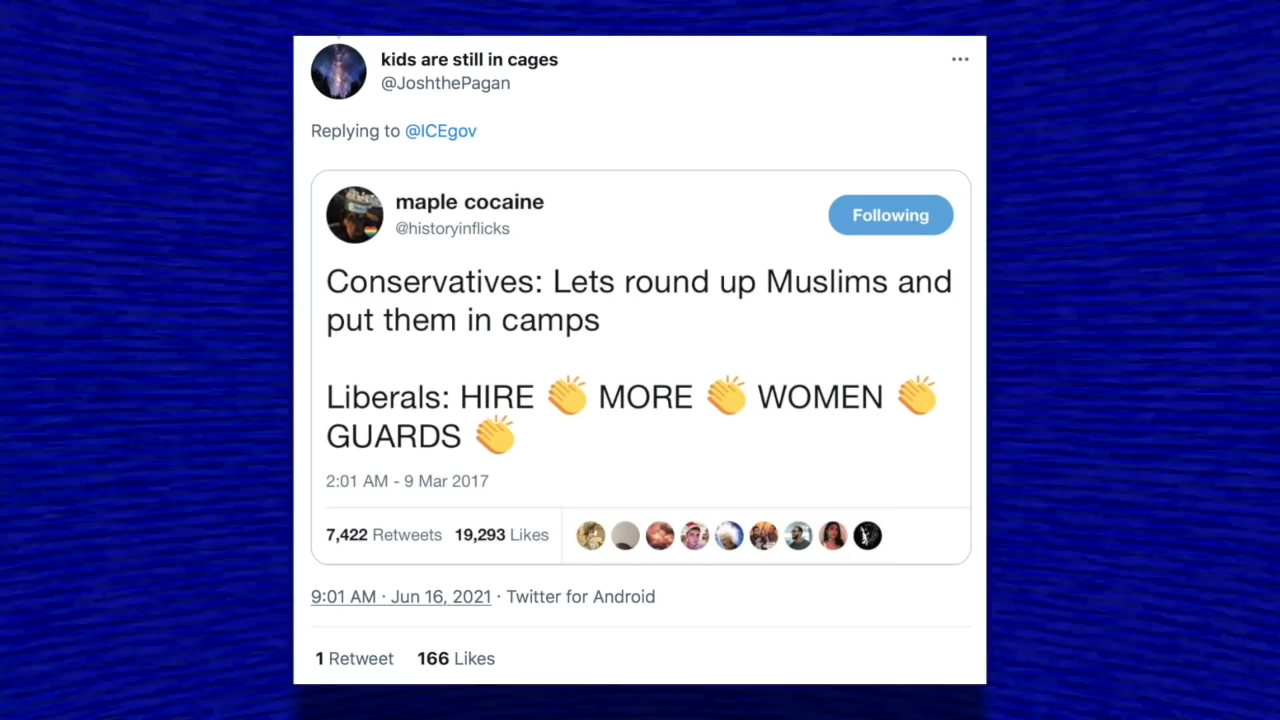 kids are still in cages
@JoshthePagan
Replying to @ICEgov
maple cocaine
@historyinflicks
Following
Conservatives: Lets round up Muslims and
put them in camps
Liberals: HIRE 👏 MORE 👏 WOMEN 👏
GUARDS 👏
2:01 AM - 9 Mar 2017
7,422 Retweets 19,293 Likes
9:01 AM · Jun 16, 2021 · Twitter for Android
1 Retweet 166 Likes